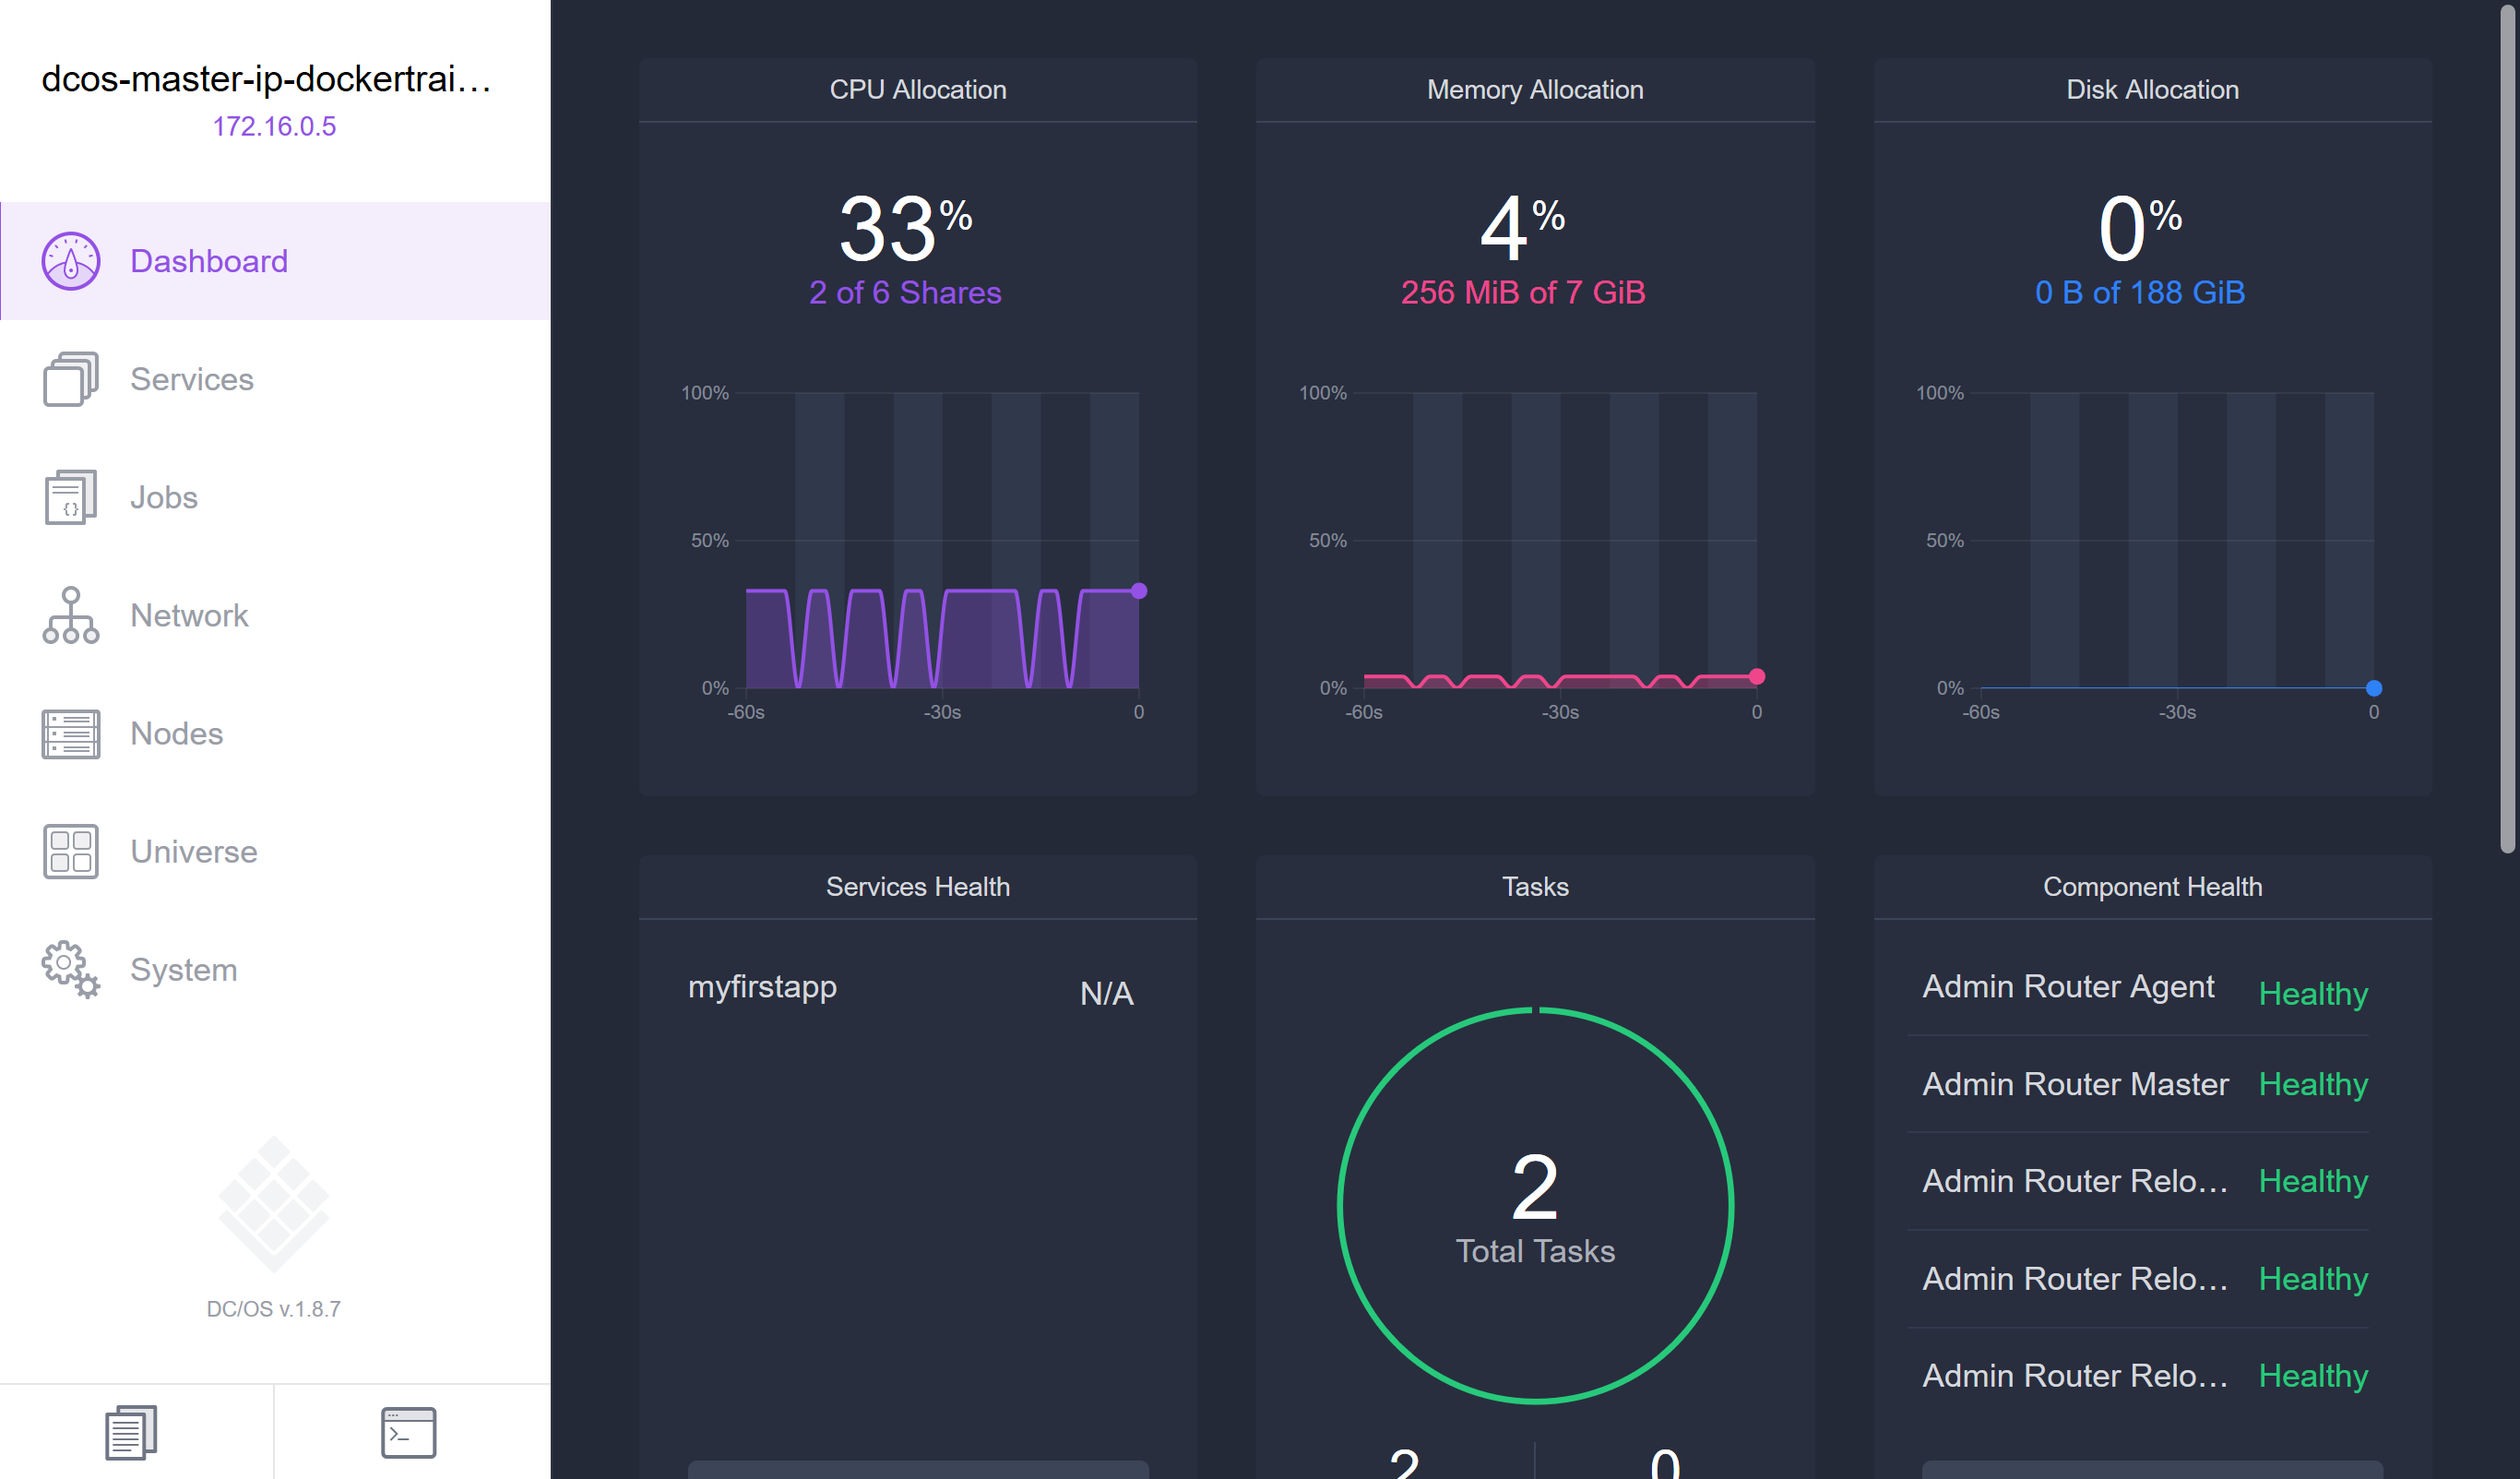 dcos-master-ip-dockertrai...
172.16.0.5
Dashboard
Services
Jobs
{}
Network
Nodes
Universe
System
DC/OS v.1.8.7
CPU Allocation
33%
2 of 6 Shares
100%
50%
0%
-60s
-30s
0
Memory Allocation
4%
256 MiB of 7 GiB
100%
50%
0%
-60s
-30s
0
Disk Allocation
0%
0 B of 188 GiB
100%
50%
0%
-60s
-30s
0
Services Health
myfirstapp N/A
Tasks
2
Total Tasks
2 0
Component Health
Admin Router Agent Healthy
Admin Router Master Healthy
Admin Router Relo... Healthy
Admin Router Relo... Healthy
Admin Router Relo... Healthy